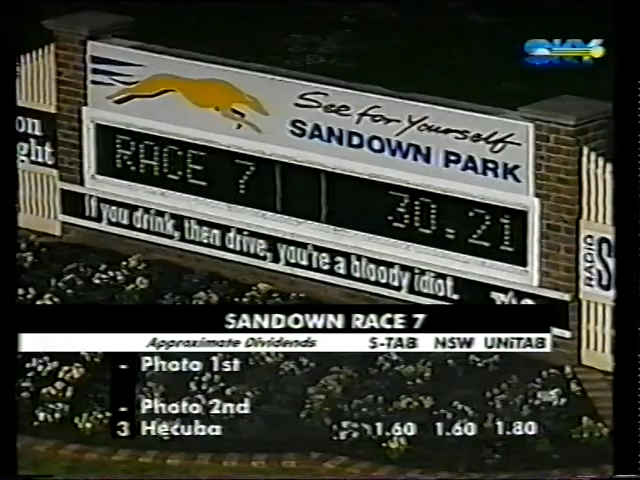 SKY
See for Yourself
SANDOWN PARK
on
ght
RACE 7 30.21
If you drink, then drive, you're a bloody idiot.
RADIO
SANDOWN RACE 7
Approximate Dividends S-TAB NSW UNiTAB
- Photo 1st
- Photo 2nd
3 Hecuba 1.60 1.60 1.80